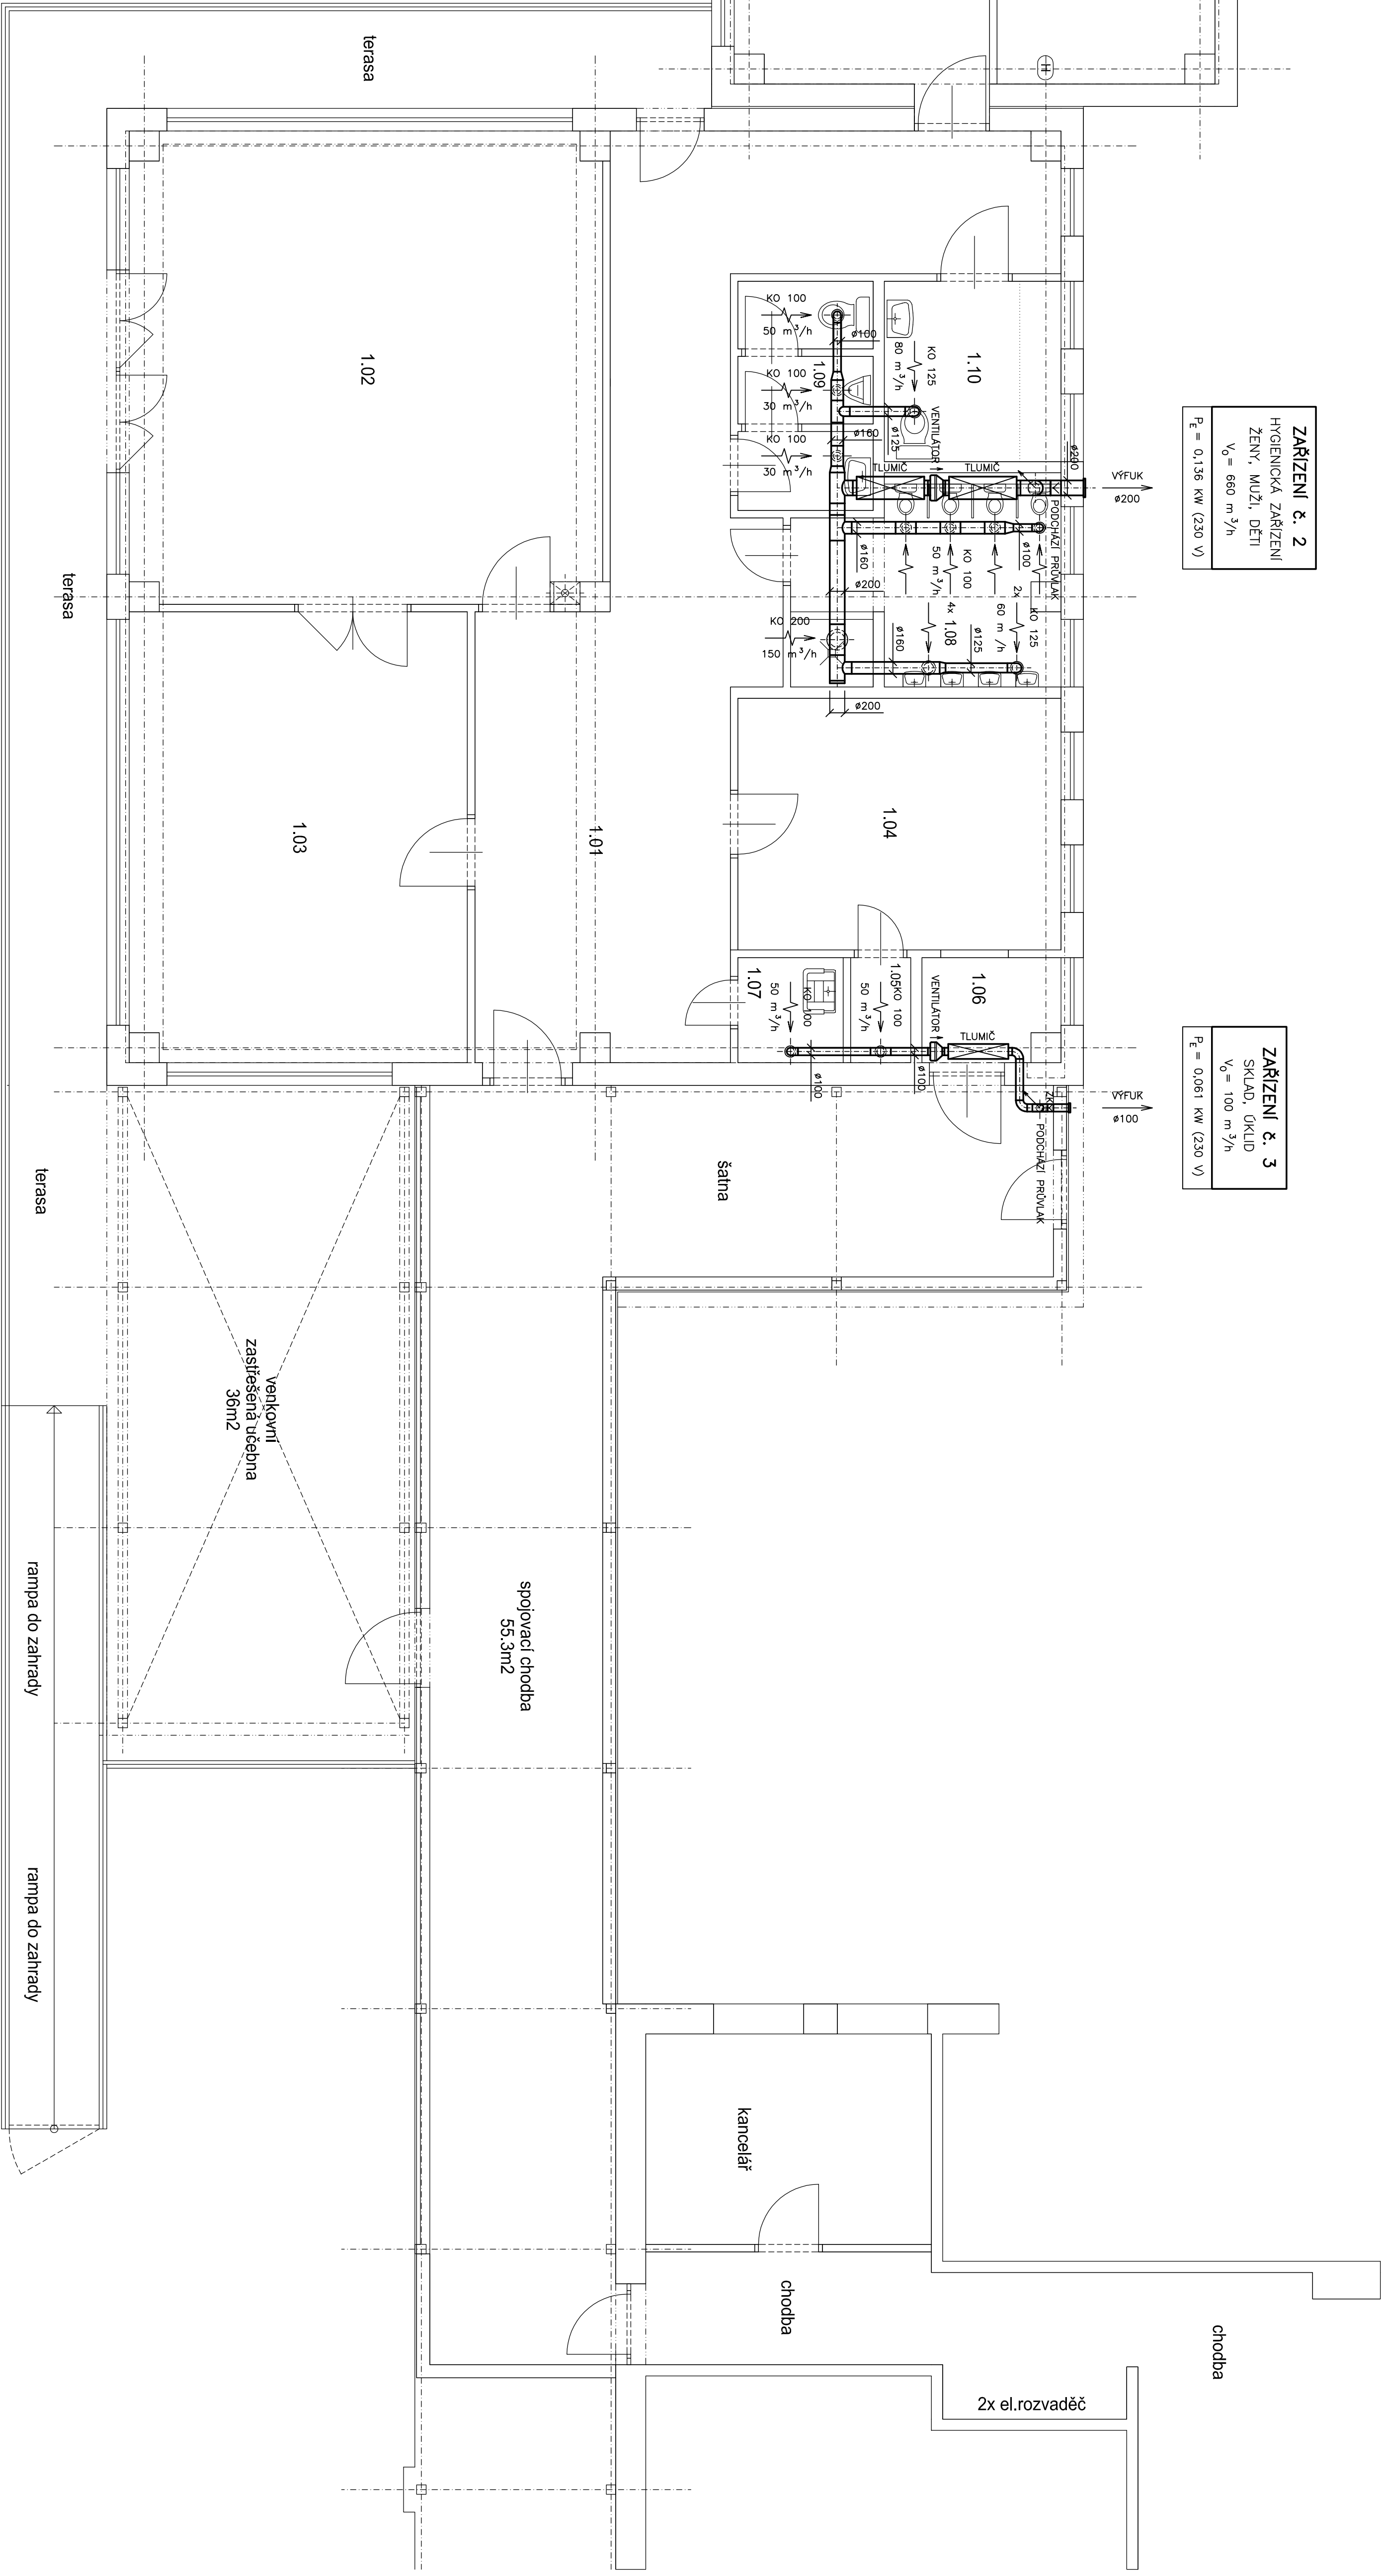 ZAŘÍZENÍ č. 2
HYGIENICKÁ ZAŘÍZENÍ
ŽENY, MUŽI, DĚTI
V₀ = 660 m³/h
P_E = 0,136 KW (230 V)
ZAŘÍZENÍ č. 3
SKLAD, ÚKLID
V₀ = 100 m³/h
P_E = 0,061 KW (230 V)
H
VÝFUK
ø200
VÝFUK
ø100
ø200
PODCHÁZÍ PRŮVLAK
ZK
PODCHÁZÍ PRŮVLAK
1.10
KO 125
80 m³/h
VENTILÁTOR
TLUMIČ
TLUMIČ
ø125
KO 100
50 m³/h
ø100
1.09
KO 100
30 m³/h
ø160
KO 100
30 m³/h
ø160
ø200
KO 100
50 m³/h
4x
ø100
2x
KO 125
60 m /h
1.08
ø125
ø160
KO 200
150 m³/h
ø200
1.04
1.06
VENTILÁTOR
TLUMIČ
1.05
KO 100
50 m³/h
1.07
KO 100
50 m³/h
ø100
ø100
1.01
1.02
1.03
terasa
terasa
terasa
šatna
venkovní
zastřešená učebna
36m2
spojovací chodba
55.3m2
rampa do zahrady
rampa do zahrady
kancelář
chodba
chodba
2x el.rozvaděč